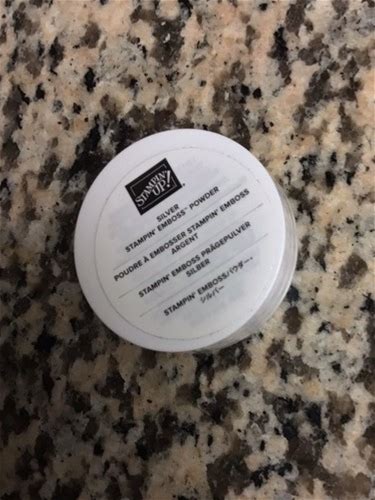 STAMPIN'
UP!
SILVER
STAMPIN' EMBOSS™ POWDER
POUDRE À EMBOSSER STAMPIN' EMBOSS
ARGENT
STAMPIN' EMBOSS PRÄGEPULVER
SILBER
STAMPIN' EMBOSSパウダー・
シルバー